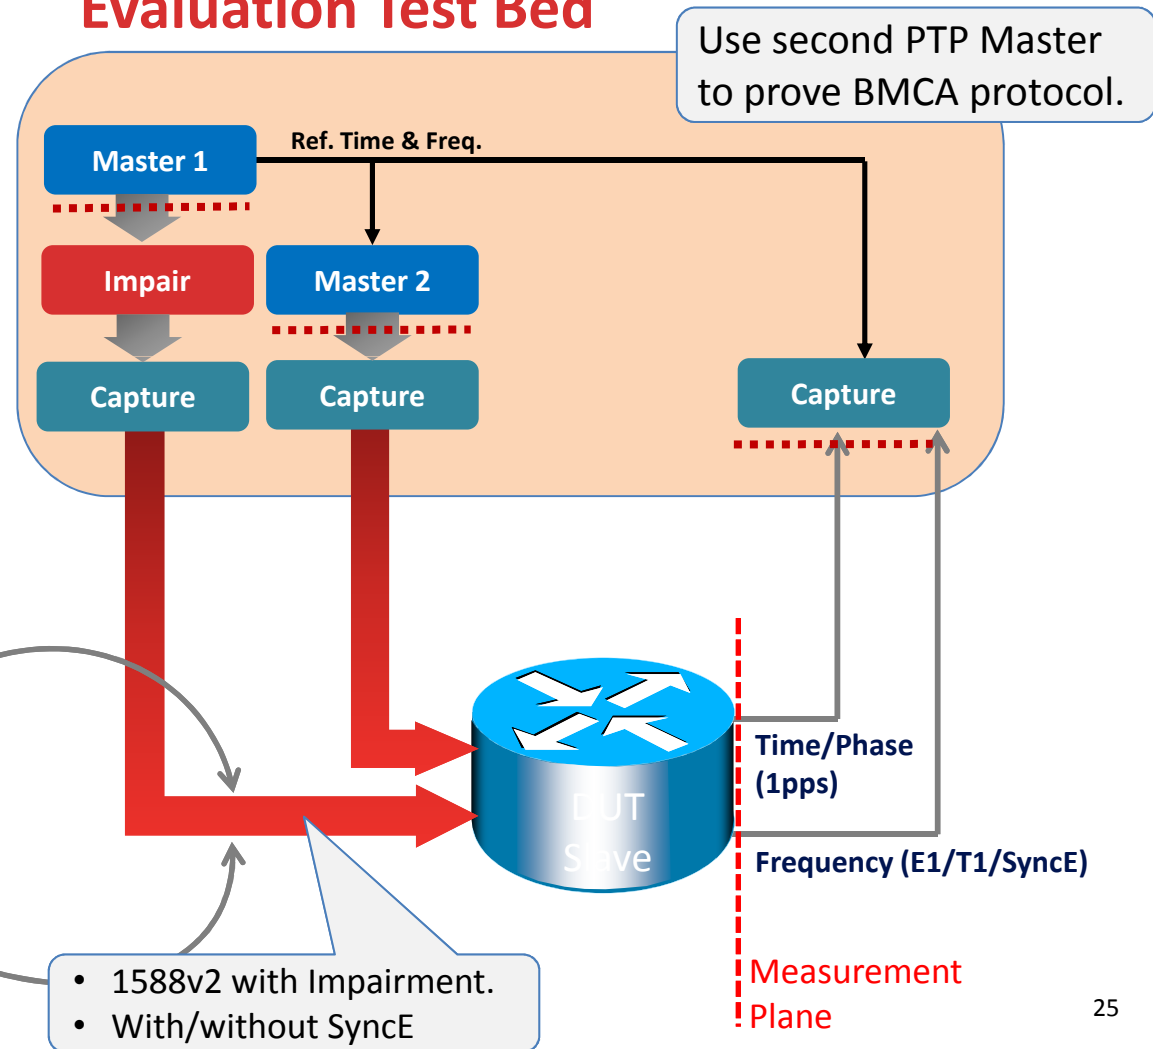 Evaluation Test Bed
Use second PTP Master
to prove BMCA protocol.
Ref. Time & Freq.
Master 1
Impair
Master 2
Capture
Capture
Capture
DUT
Slave
Time/Phase
(1pps)
Frequency (E1/T1/SyncE)
• 1588v2 with Impairment.
• With/without SyncE
Measurement
Plane
25